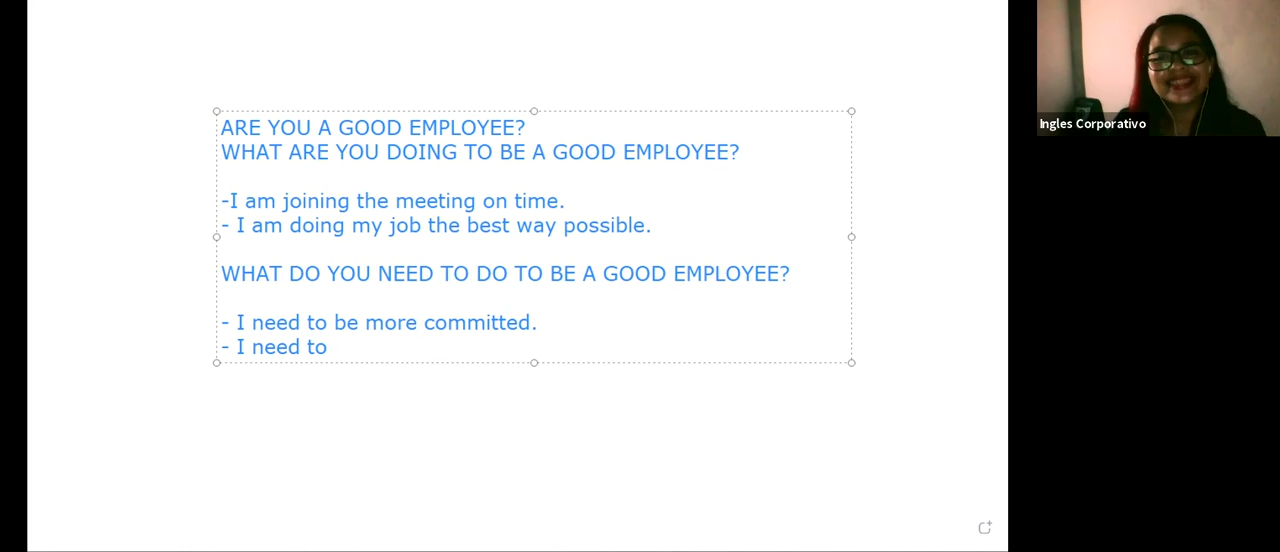 ARE YOU A GOOD EMPLOYEE?
WHAT ARE YOU DOING TO BE A GOOD EMPLOYEE?
-I am joining the meeting on time.
- I am doing my job the best way possible.
WHAT DO YOU NEED TO DO TO BE A GOOD EMPLOYEE?
- I need to be more committed.
- I need to
Ingles Corporativo